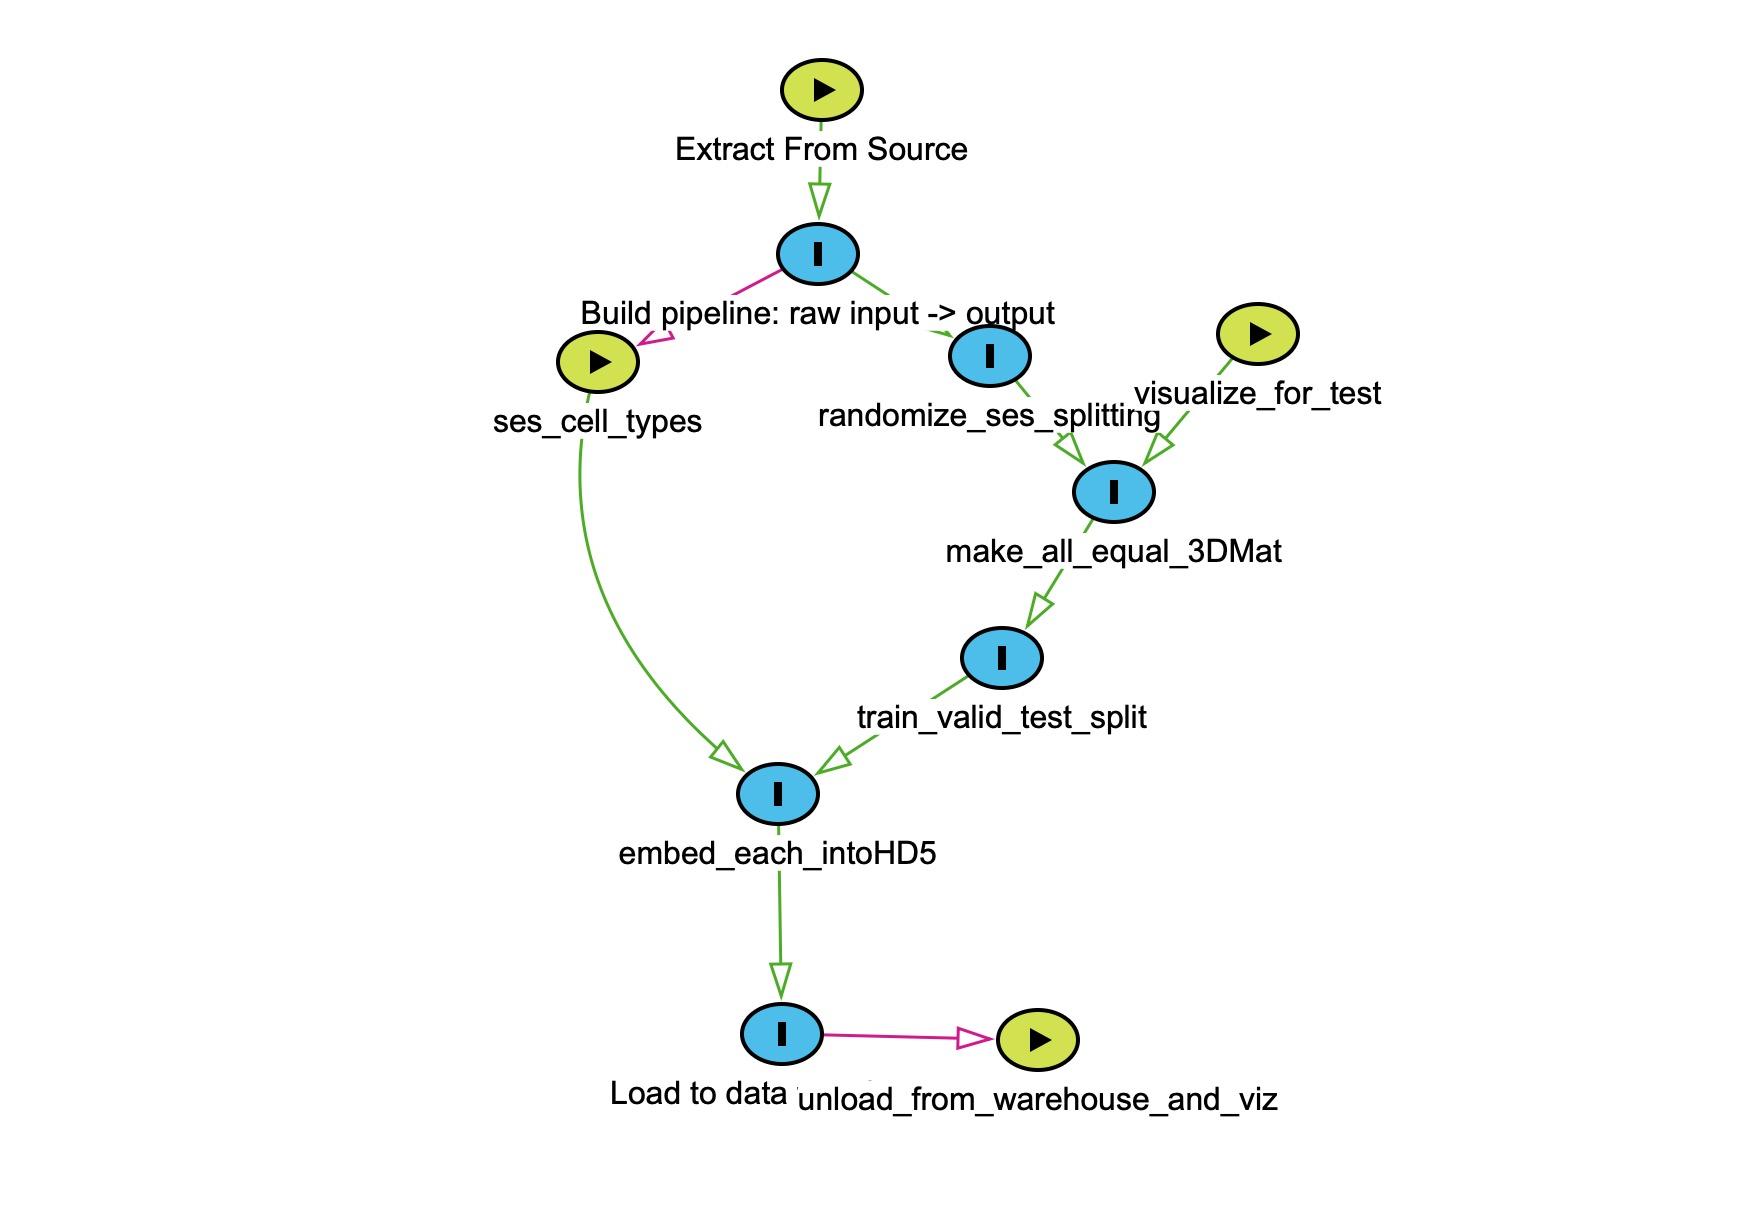 Extract From Source
Build pipeline: raw input -> output
ses_cell_types
randomize_ses_splitting
visualize_for_test
make_all_equal_3DMat
train_valid_test_split
embed_each_intoHD5
Load to data
unload_from_warehouse_and_viz